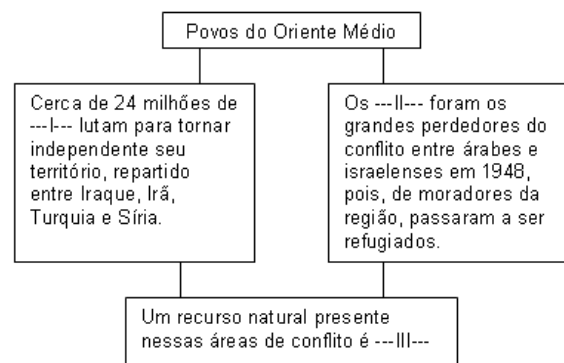 Povos do Oriente Médio
Cerca de 24 milhões de
---I--- lutam para tornar
independente seu
território, repartido
entre Iraque, Irã,
Turquia e Síria.
Os ---II--- foram os
grandes perdedores do
conflito entre árabes e
israelenses em 1948,
pois, de moradores da
região, passaram a ser
refugiados.
Um recurso natural presente
nessas áreas de conflito é ---III---